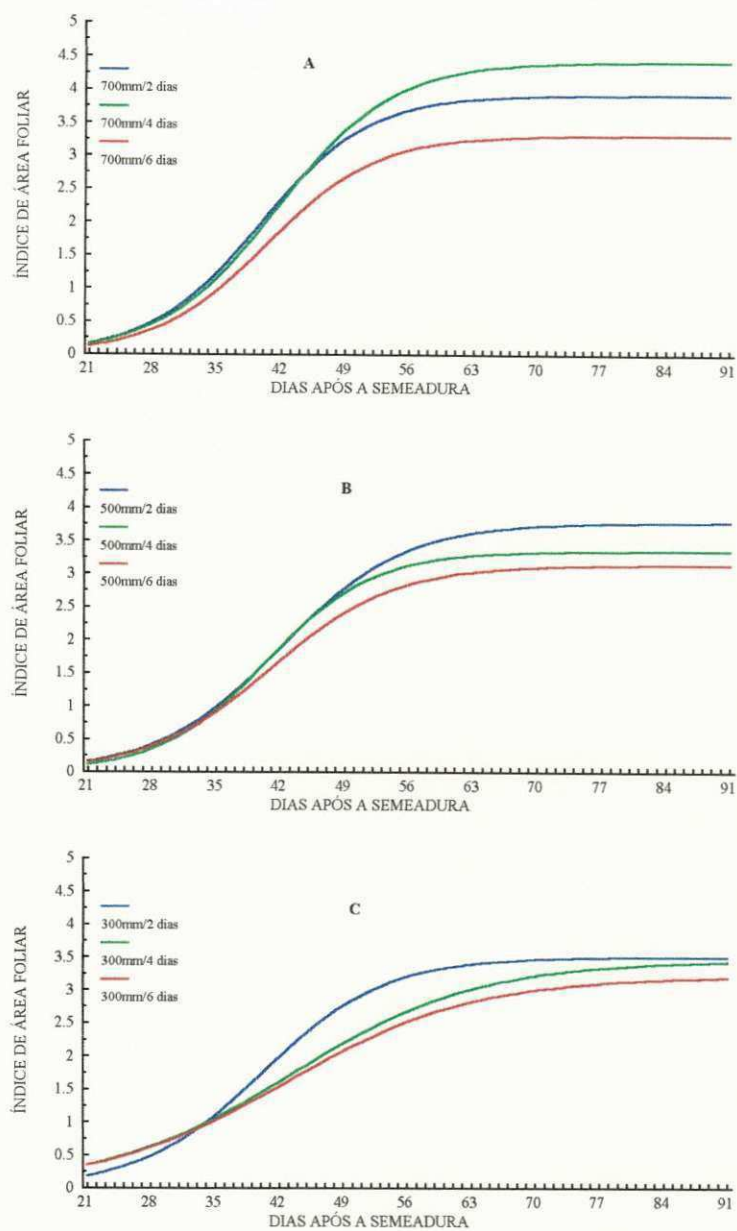 A
ÍNDICE DE ÁREA FOLIAR
5
4.5
4
3.5
3
2.5
2
1.5
1
0.5
0
700mm/2 dias
700mm/4 dias
700mm/6 dias
21 28 35 42 49 56 63 70 77 84 91
DIAS APÓS A SEMEADURA
B
ÍNDICE DE ÁREA FOLIAR
5
4.5
4
3.5
3
2.5
2
1.5
1
0.5
0
500mm/2 dias
500mm/4 dias
500mm/6 dias
21 28 35 42 49 56 63 70 77 84 91
DIAS APÓS A SEMEADURA
C
ÍNDICE DE ÁREA FOLIAR
5
4.5
4
3.5
3
2.5
2
1.5
1
0.5
0
300mm/2 dias
300mm/4 dias
300mm/6 dias
21 28 35 42 49 56 63 70 77 84 91
DIAS APÓS A SEMEADURA